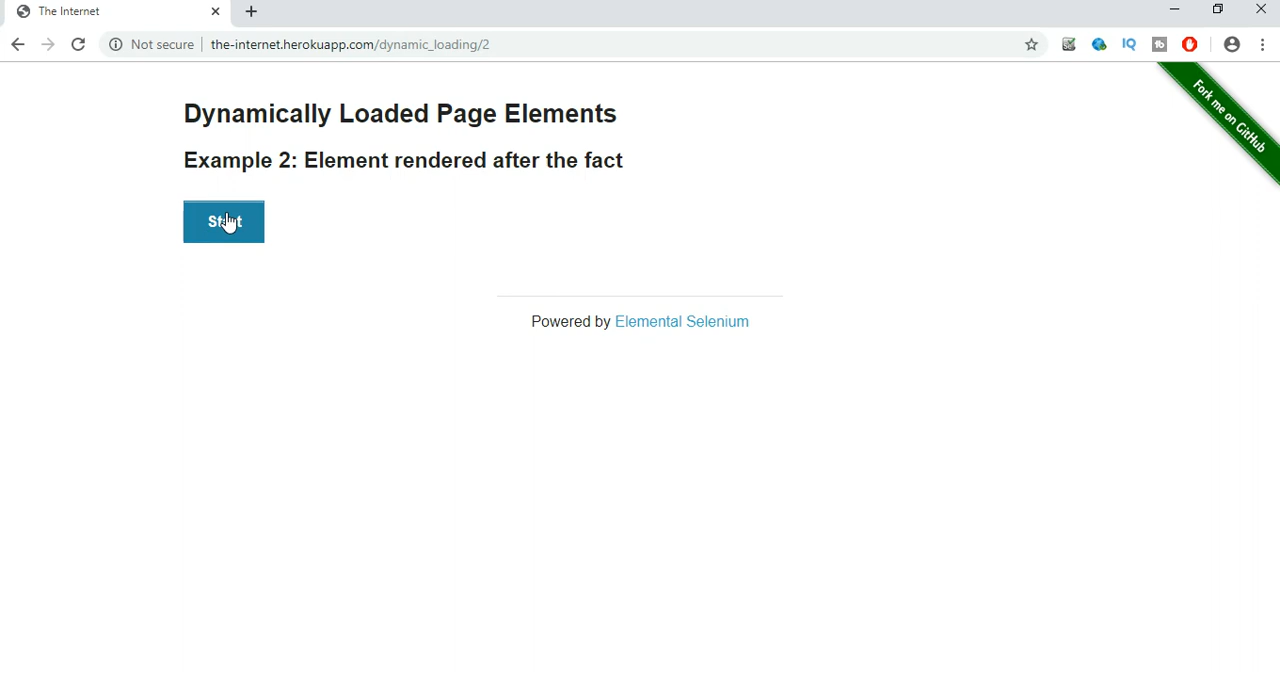 The Internet
Not secure
the-internet.herokuapp.com/dynamic_loading/2
IQ
Fork me on GitHub
Dynamically Loaded Page Elements
Example 2: Element rendered after the fact
Powered by Elemental Selenium